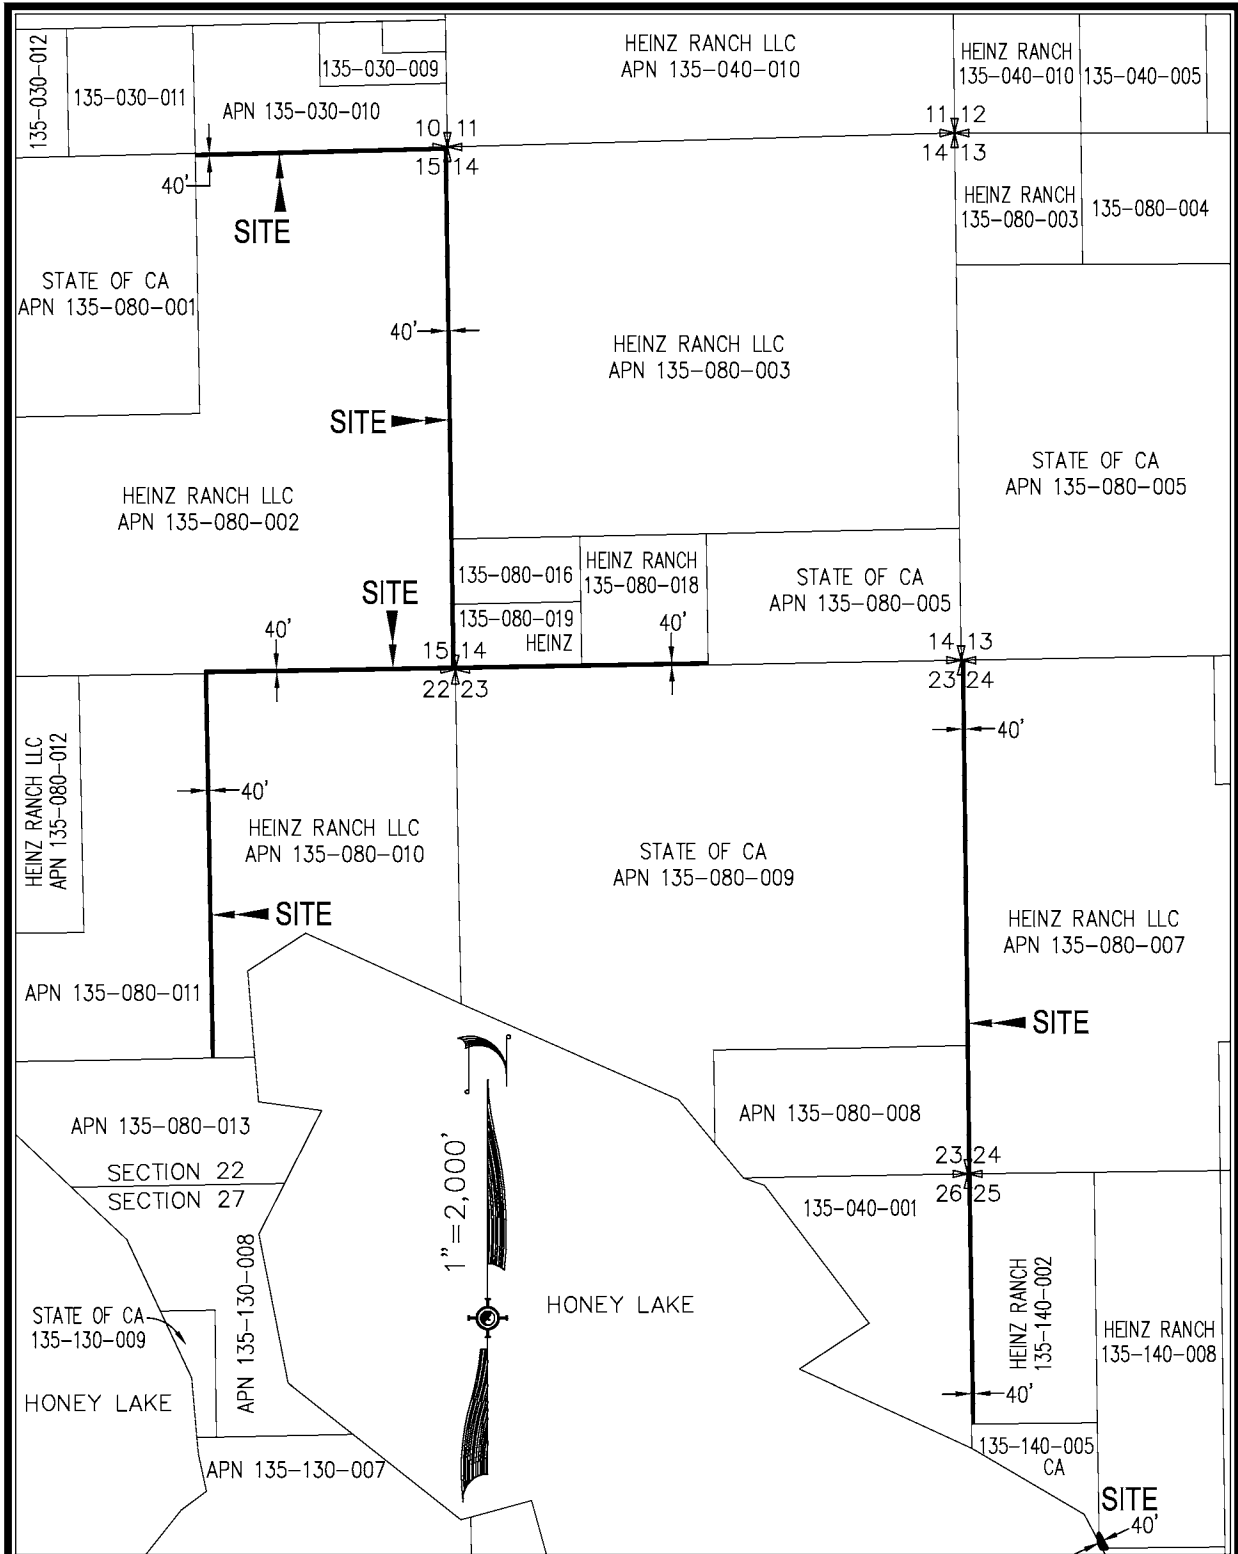 135-030-012
135-030-011
APN 135-030-010
135-030-009
HEINZ RANCH LLC
APN 135-040-010
HEINZ RANCH
135-040-010
135-040-005
10 11
15 14
11 12
14 13
40'
SITE
STATE OF CA
APN 135-080-001
HEINZ RANCH
135-080-003
135-080-004
40'
HEINZ RANCH LLC
APN 135-080-003
SITE
HEINZ RANCH LLC
APN 135-080-002
STATE OF CA
APN 135-080-005
135-080-016
HEINZ RANCH
135-080-018
STATE OF CA
APN 135-080-005
135-080-019
HEINZ
SITE
40'
40'
15 14
22 23
14 13
23 24
40'
HEINZ RANCH LLC
APN 135-080-012
40'
HEINZ RANCH LLC
APN 135-080-010
STATE OF CA
APN 135-080-009
SITE
HEINZ RANCH LLC
APN 135-080-007
APN 135-080-011
SITE
APN 135-080-013
APN 135-080-008
SECTION 22
SECTION 27
23 24
26 25
1"=2,000'
135-040-001
APN 135-130-008
HEINZ RANCH
135-140-002
STATE OF CA
135-130-009
HONEY LAKE
HEINZ RANCH
135-140-008
HONEY LAKE
40'
135-140-005
CA
APN 135-130-007
SITE
40'